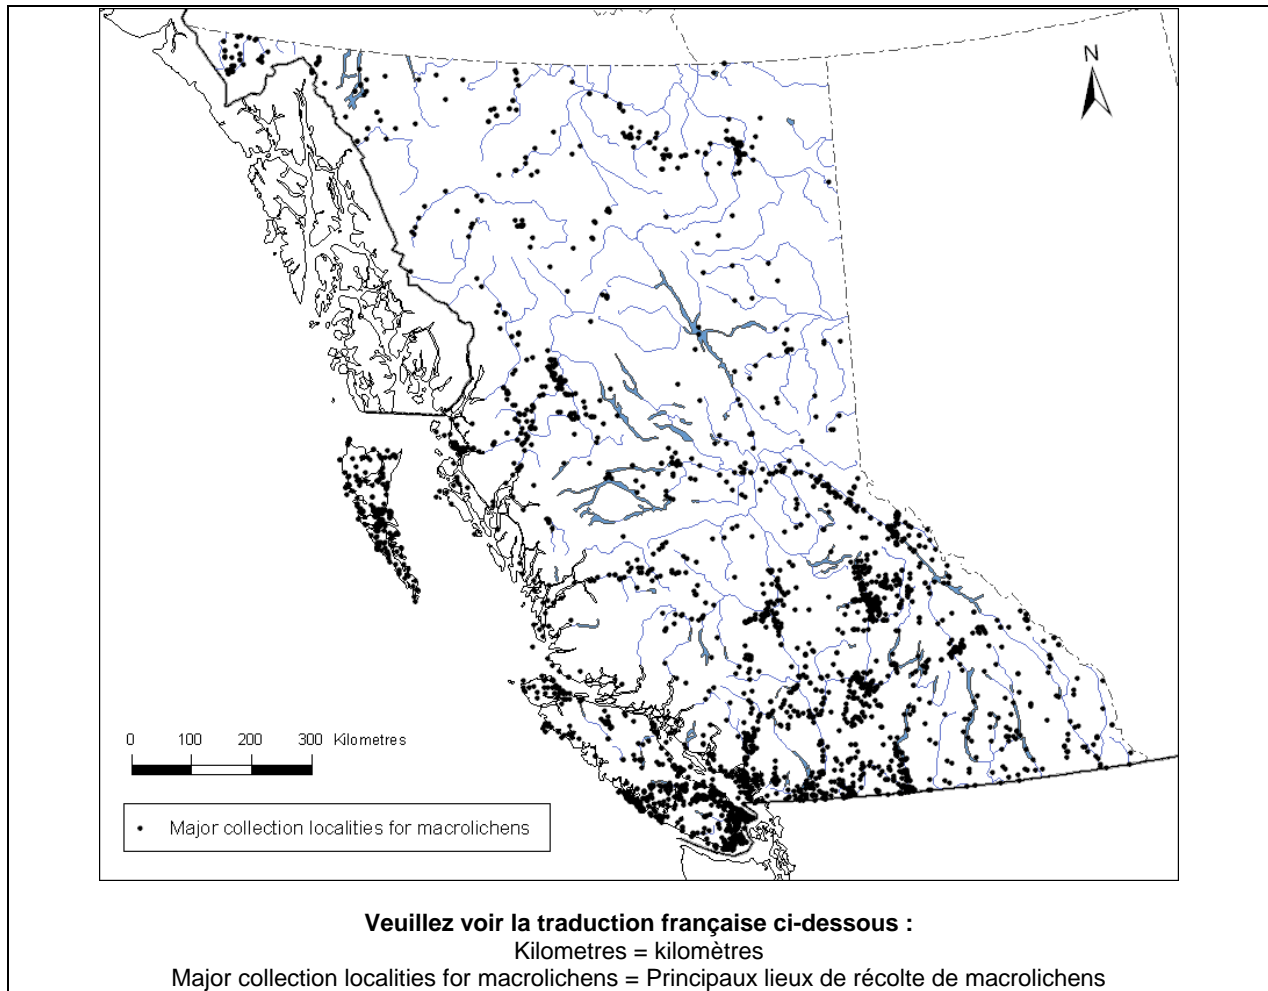 N
0 100 200 300 Kilometres
Major collection localities for macrolichens
Veuillez voir la traduction française ci-dessous :
Kilometres = kilomètres
Major collection localities for macrolichens = Principaux lieux de récolte de macrolichens